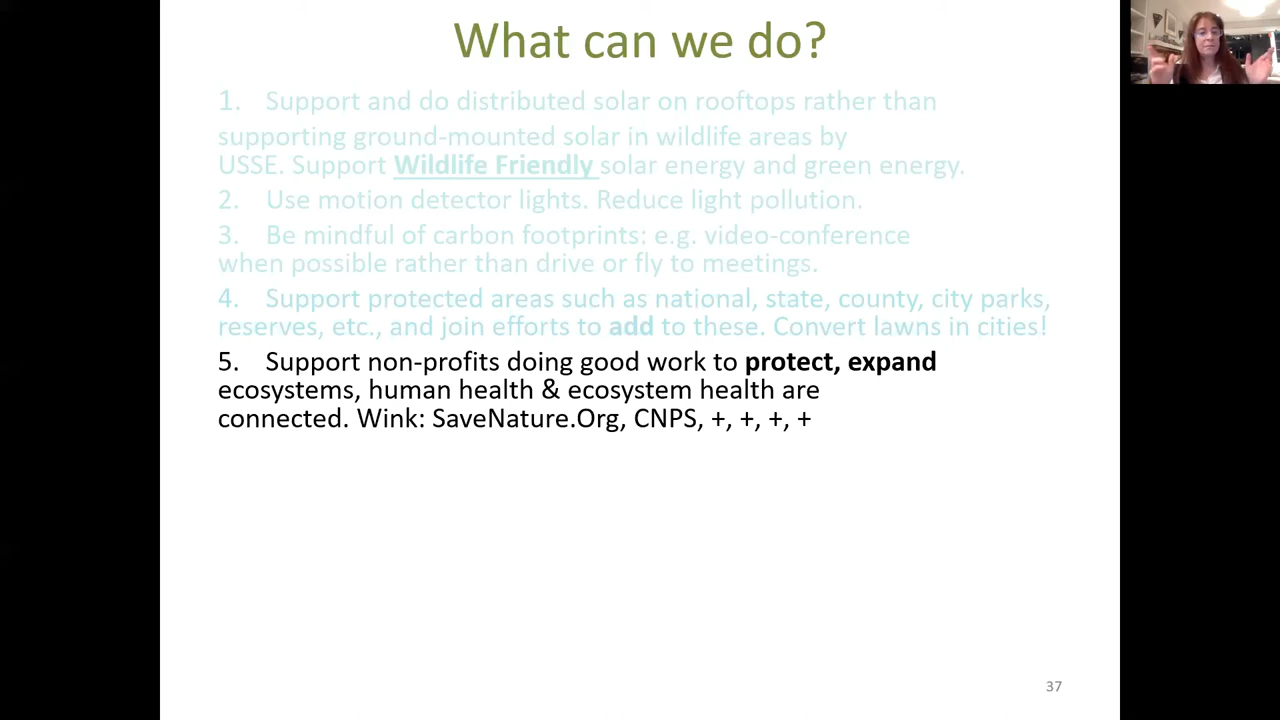 What can we do?
1. Support and do distributed solar on rooftops rather than
supporting ground-mounted solar in wildlife areas by
USSE. Support Wildlife Friendly solar energy and green energy.
2. Use motion detector lights. Reduce light pollution.
3. Be mindful of carbon footprints: e.g. video-conference
when possible rather than drive or fly to meetings.
4. Support protected areas such as national, state, county, city parks,
reserves, etc., and join efforts to add to these. Convert lawns in cities!
5. Support non-profits doing good work to protect, expand
ecosystems, human health & ecosystem health are
connected. Wink: SaveNature.Org, CNPS, +, +, +, +
37